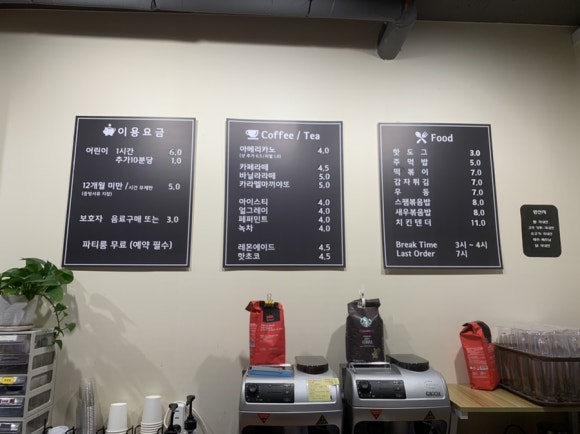 이용요금
어린이 1시간 6.0
추가10분당 1.0
12개월 미만 / 시간 무제한 5.0
보호자 음료구매 또는 3.0
파티룸 무료 (예약 필수)
Coffee / Tea
아메리카노 4.0
카페라떼 4.5
바닐라라떼 5.0
카라멜마끼야또 5.0
아이스티 4.0
얼그레이 4.0
페퍼민트 4.0
녹차 4.0
레몬에이드 4.5
핫초코 4.5
Food
핫도그 3.0
주먹밥 5.0
떡볶이 7.0
감자튀김 7.0
우동 7.0
스팸볶음밥 8.0
새우볶음밥 8.0
치킨텐더 11.0
Break Time 3시 ~ 4시
Last Order 7시
원산지